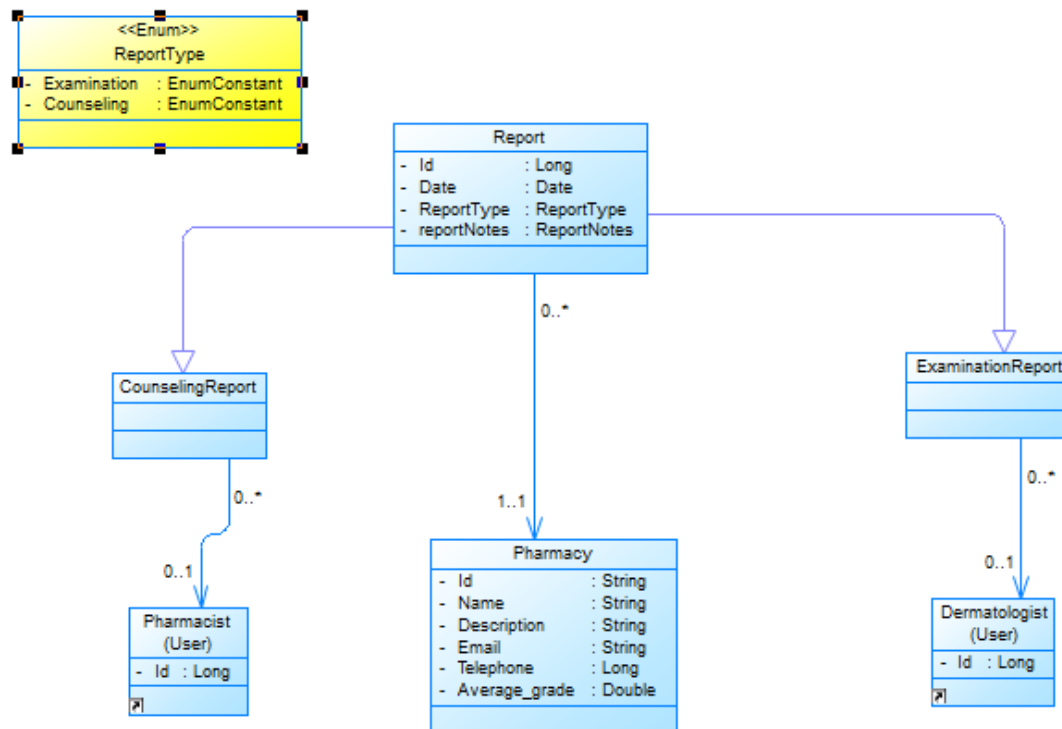 <<Enum>>
ReportType
- Examination : EnumConstant
- Counseling : EnumConstant
Report
- Id : Long
- Date : Date
- ReportType : ReportType
- reportNotes : ReportNotes
0..*
CounselingReport
ExaminationReport
0..*
0..*
1..1
0..1
0..1
Pharmacy
- Id : String
- Name : String
- Description : String
- Email : String
- Telephone : Long
- Average_grade : Double
Pharmacist
(User)
- Id : Long
Dermatologist
(User)
- Id : Long